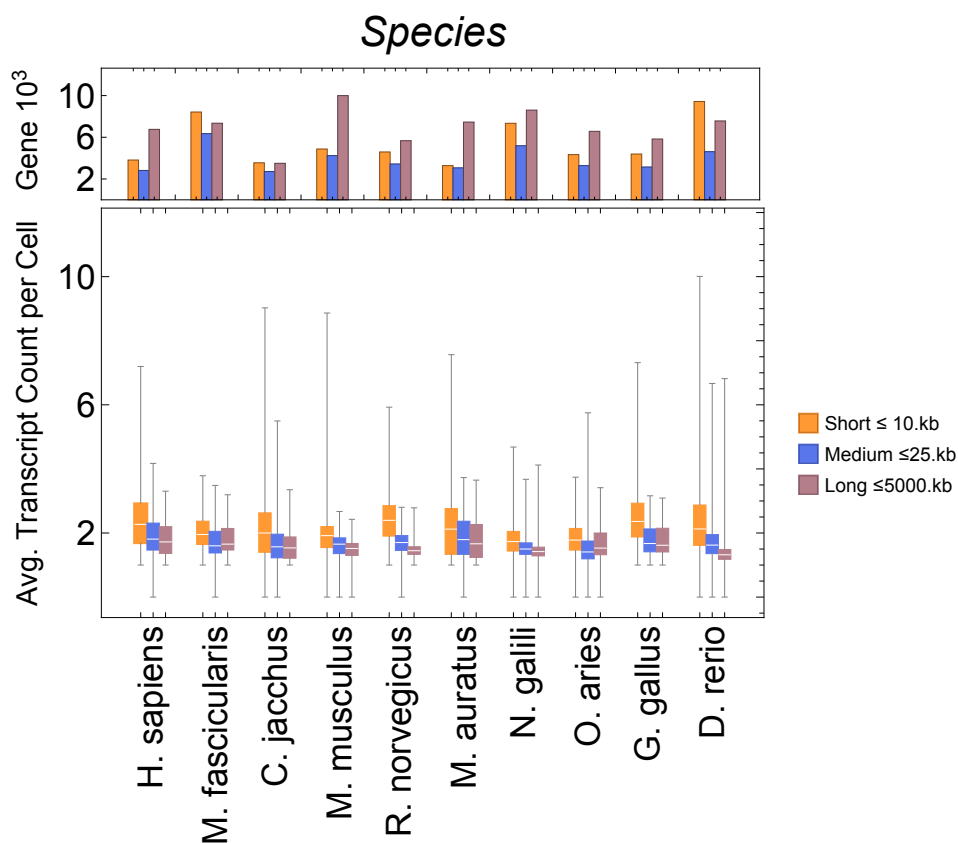 Species
Gene 10³
10
6
2
Avg. Transcript Count per Cell
10
6
2
Short ≤ 10.kb
Medium ≤25.kb
Long ≤5000.kb
H. sapiens
M. fascicularis
C. jacchus
M. musculus
R. norvegicus
M. auratus
N. galili
O. aries
G. gallus
D. rerio